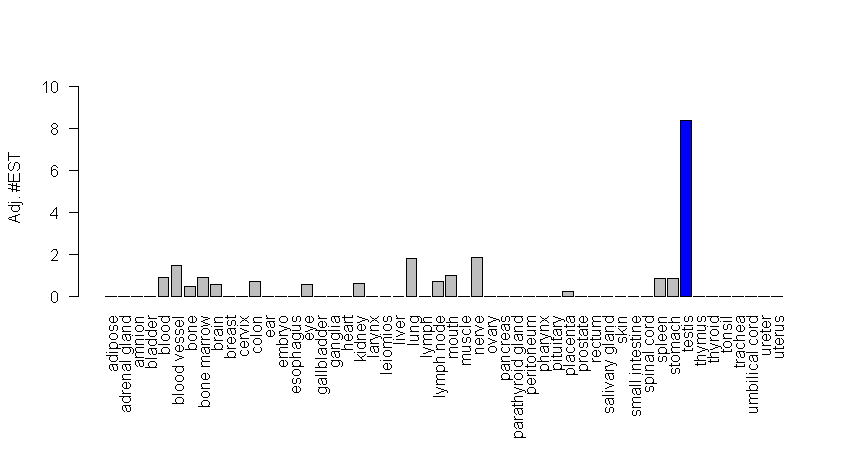 Adj. #EST
10
8
6
4
2
0
adipose
adrenal gland
amnion
bladder
blood
blood vessel
bone
bone marrow
brain
breast
cervix
colon
ear
embryo
esophagus
eye
gallbladder
ganglia
heart
kidney
larynx
leiomios
liver
lung
lymph
lymph node
mouth
muscle
nerve
ovary
pancreas
parathyroid gland
peritoneum
pharynx
pituitary
placenta
prostate
rectum
salivary gland
skin
small intestine
spinal cord
spleen
stomach
testis
thymus
thyroid
tonsil
trachea
umbilical cord
ureter
uterus